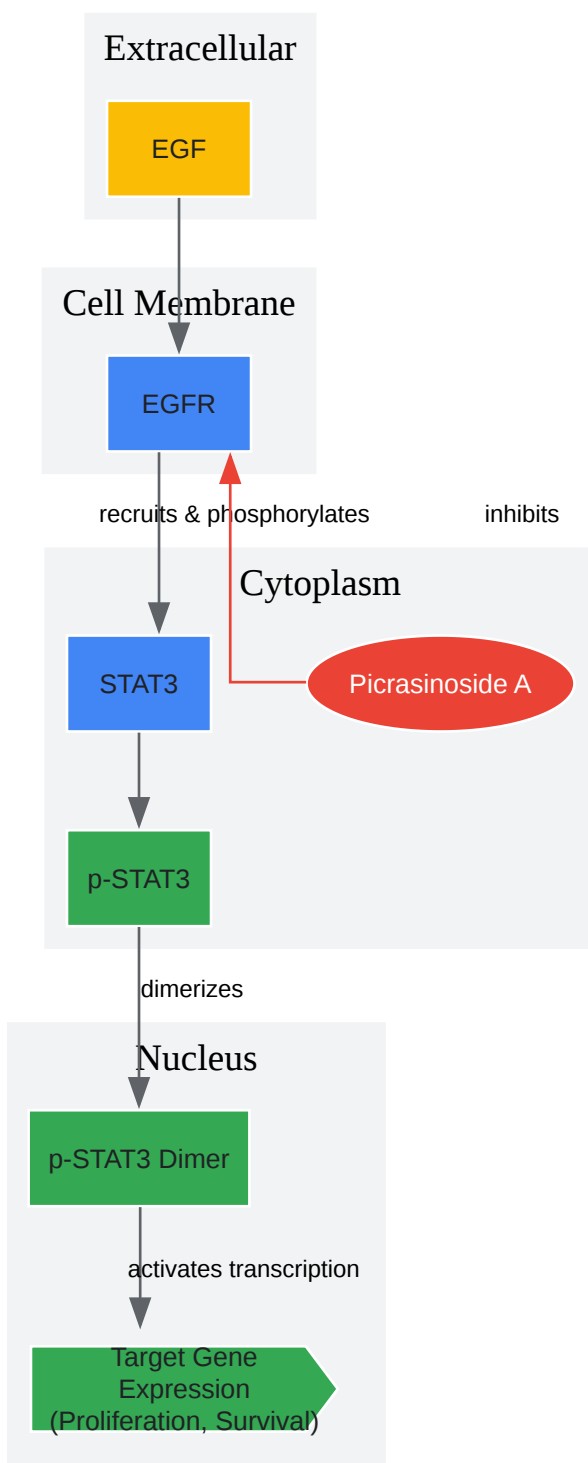 Extracellular
EGF
Cell Membrane
EGFR
recruits & phosphorylates
inhibits
Cytoplasm
STAT3
Picrasinoside A
p-STAT3
dimerizes
Nucleus
p-STAT3 Dimer
activates transcription
Target Gene
Expression
(Proliferation, Survival)